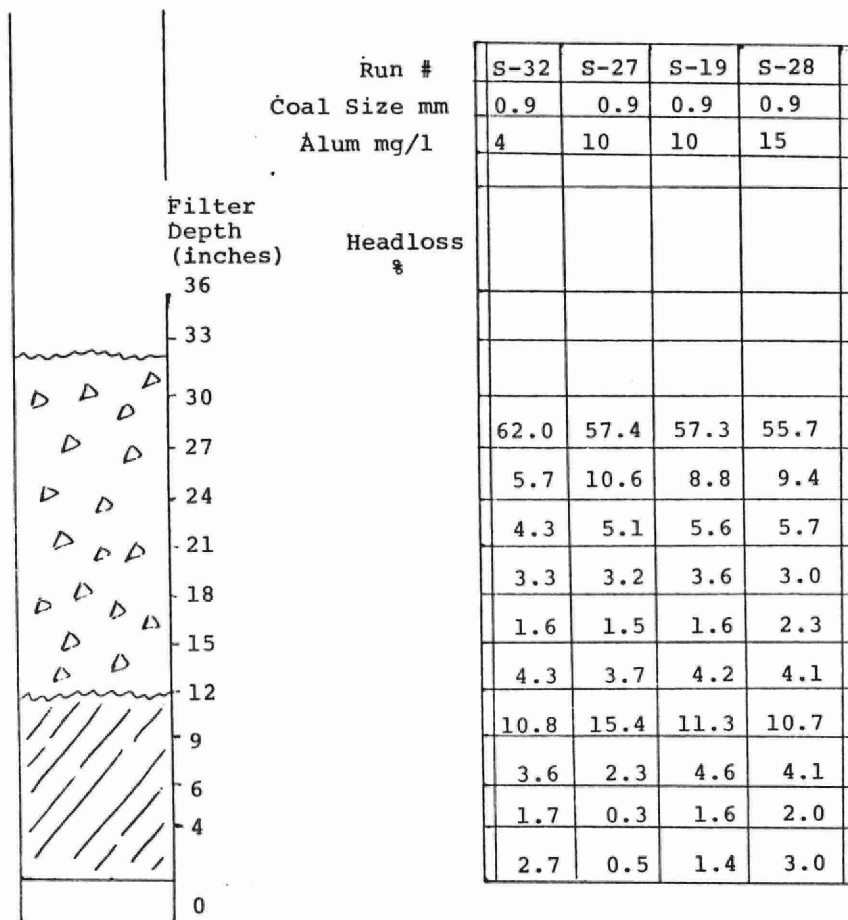 Run # S-32 S-27 S-19 S-28
Coal Size mm 0.9 0.9 0.9 0.9
Alum mg/l 4 10 10 15
Filter
Depth
(inches)
Headloss
%
36
33
30
62.0 57.4 57.3 55.7
27
5.7 10.6 8.8 9.4
24
4.3 5.1 5.6 5.7
21
3.3 3.2 3.6 3.0
18
1.6 1.5 1.6 2.3
15
4.3 3.7 4.2 4.1
12
10.8 15.4 11.3 10.7
9
3.6 2.3 4.6 4.1
6
1.7 0.3 1.6 2.0
4
2.7 0.5 1.4 3.0
0